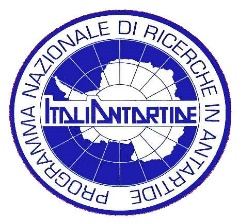 PROGRAMMA NAZIONALE DI RICERCHE IN ANTARTIDE
ITALIANTARTIDE